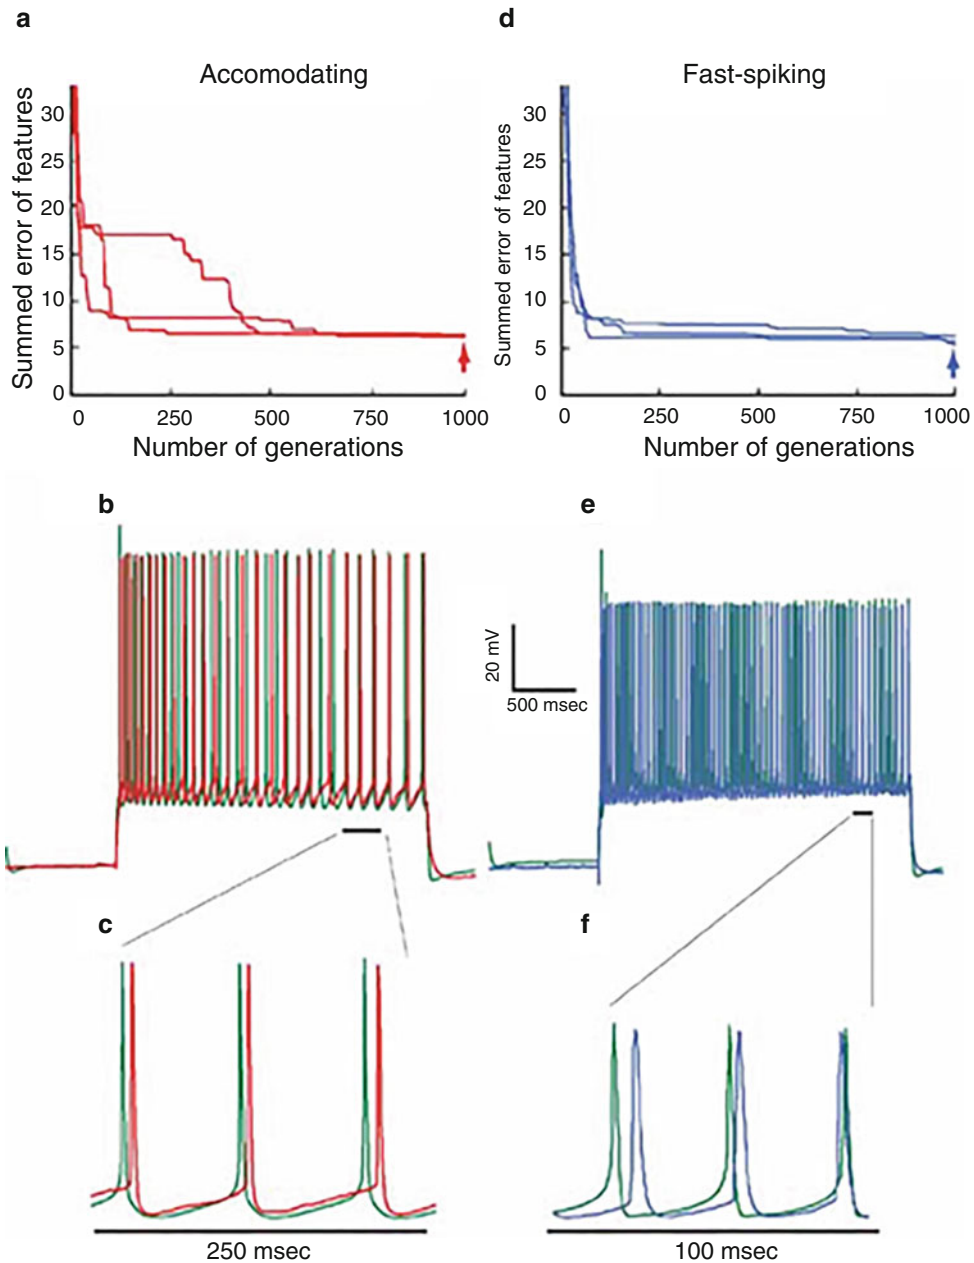 a
Accomodating
Summed error of features
30
25
20
15
10
5
0
0 250 500 750 1000
Number of generations
d
Fast-spiking
Summed error of features
30
25
20
15
10
5
0
0 250 500 750 1000
Number of generations
b
e
20 mV
500 msec
c
250 msec
f
100 msec